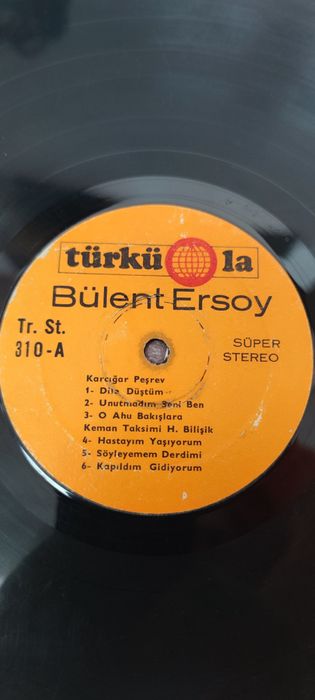 türkü la
Bülent Ersoy
Tr. St.
310-A
SÜPER
STEREO
Karcığar Peşrev
1- Dile Düştüm
2- Unutmadım Seni Ben
3- O Ahu Bakışlara
Keman Taksimi H. Bilişik
4- Hastayım Yaşıyorum
5- Söyleyemem Derdimi
6- Kapıldım Gidiyorum